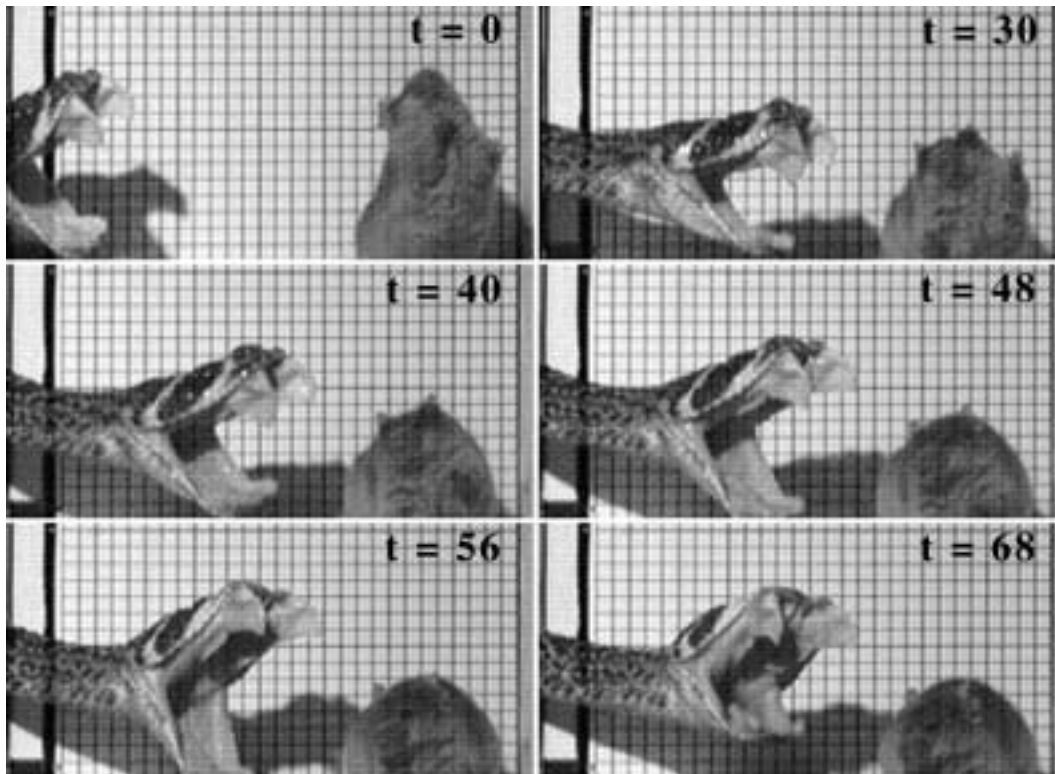 t = 0
t = 30
t = 40
t = 48
t = 56
t = 68